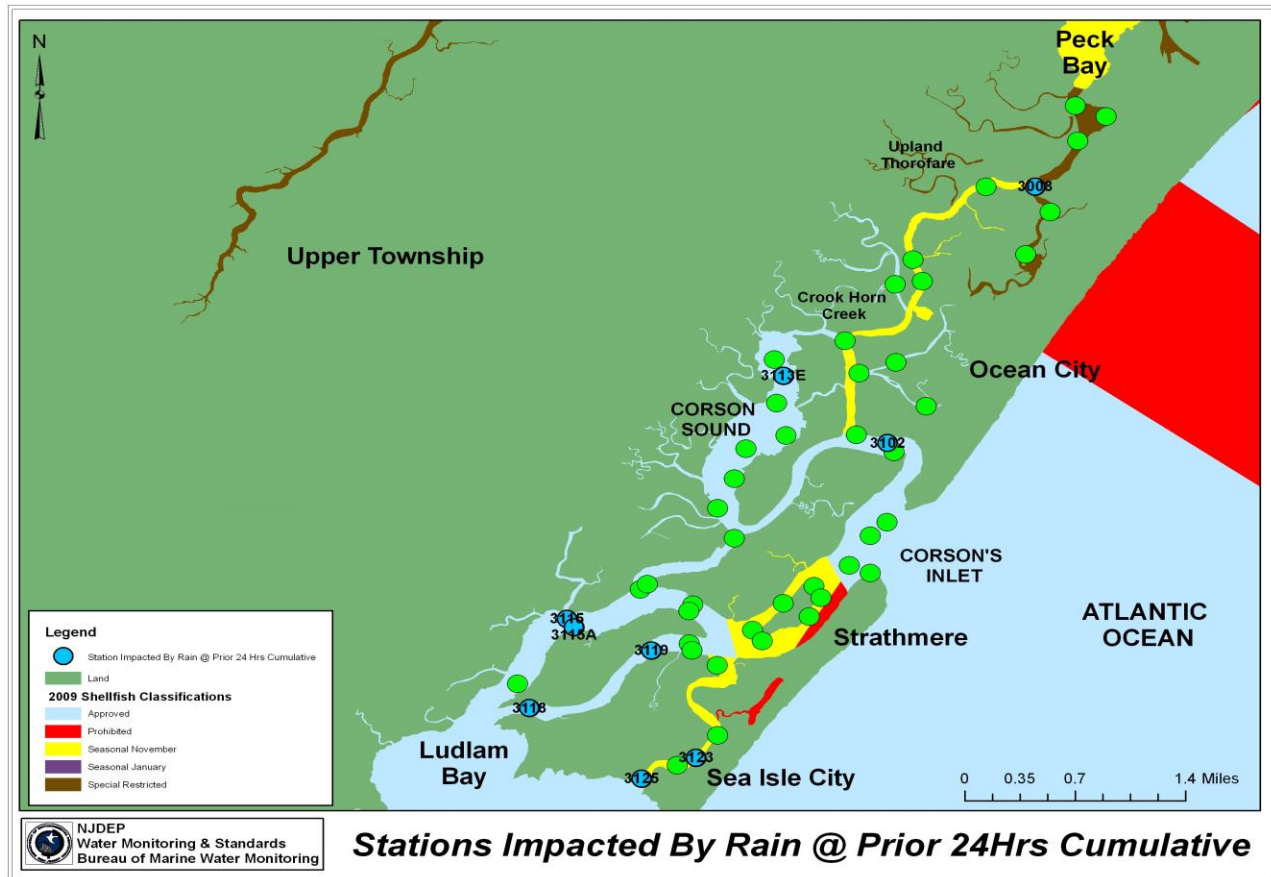 N
Peck
Bay
Upland
Thorofare
3008
Upper Township
Crook Horn
Creek
Ocean City
3113E
CORSON
SOUND
3102
CORSON'S
INLET
ATLANTIC
OCEAN
3115
3115A
3119
Strathmere
3118
Ludlam
Bay
3123
3125
Sea Isle City
0 0.35 0.7 1.4 Miles
Legend
Station Impacted By Rain @ Prior 24 Hrs Cumulative
Land
2009 Shellfish Classifications
Approved
Prohibited
Seasonal November
Seasonal January
Special Restricted
NJDEP
Water Monitoring & Standards
Bureau of Marine Water Monitoring
Stations Impacted By Rain @ Prior 24Hrs Cumulative